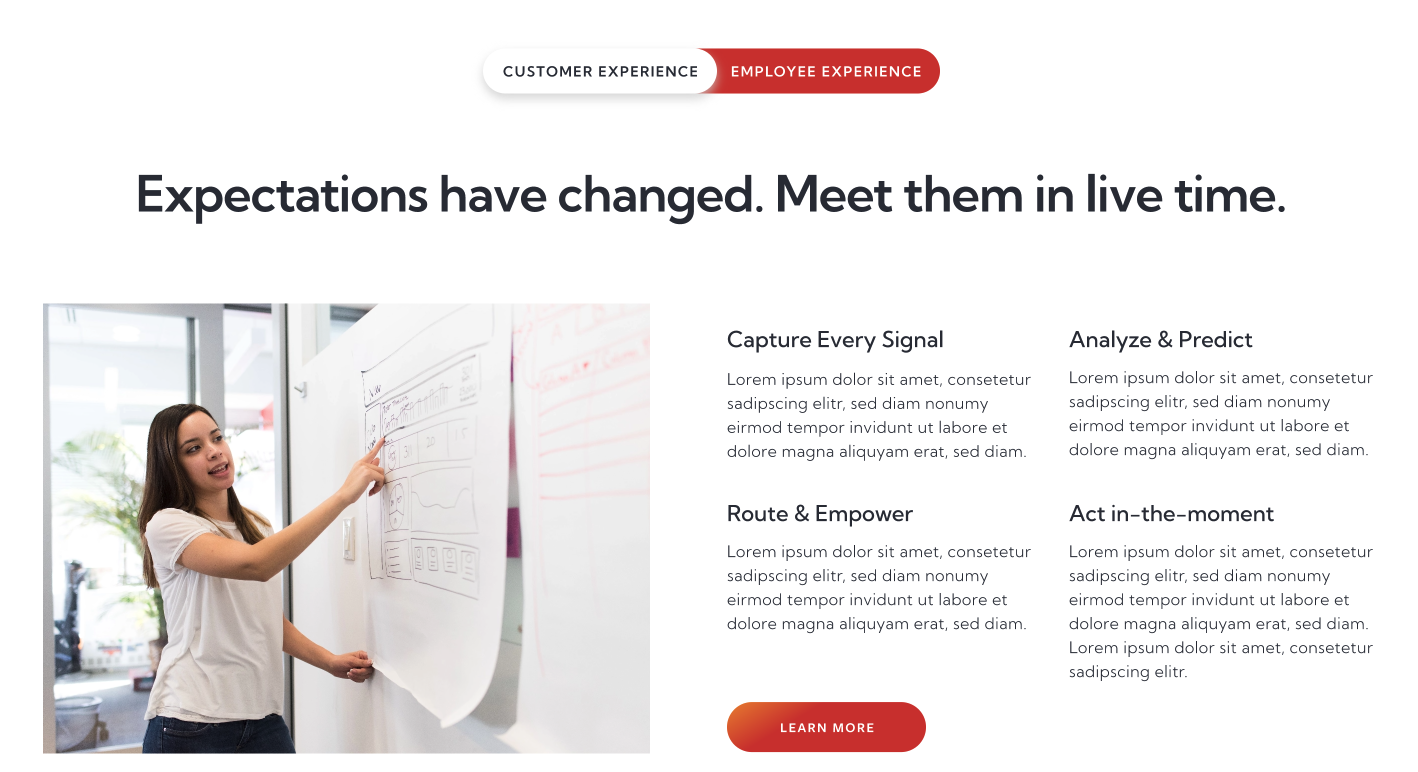 CUSTOMER EXPERIENCE
EMPLOYEE EXPERIENCE
Expectations have changed. Meet them in live time.
Capture Every Signal
Lorem ipsum dolor sit amet, consetetur
sadipscing elitr, sed diam nonumy
eirmod tempor invidunt ut labore et
dolore magna aliquyam erat, sed diam.
Analyze & Predict
Lorem ipsum dolor sit amet, consetetur
sadipscing elitr, sed diam nonumy
eirmod tempor invidunt ut labore et
dolore magna aliquyam erat, sed diam.
Route & Empower
Lorem ipsum dolor sit amet, consetetur
sadipscing elitr, sed diam nonumy
eirmod tempor invidunt ut labore et
dolore magna aliquyam erat, sed diam.
Act in-the-moment
Lorem ipsum dolor sit amet, consetetur
sadipscing elitr, sed diam nonumy
eirmod tempor invidunt ut labore et
dolore magna aliquyam erat, sed diam.
Lorem ipsum dolor sit amet, consetetur
sadipscing elitr.
LEARN MORE